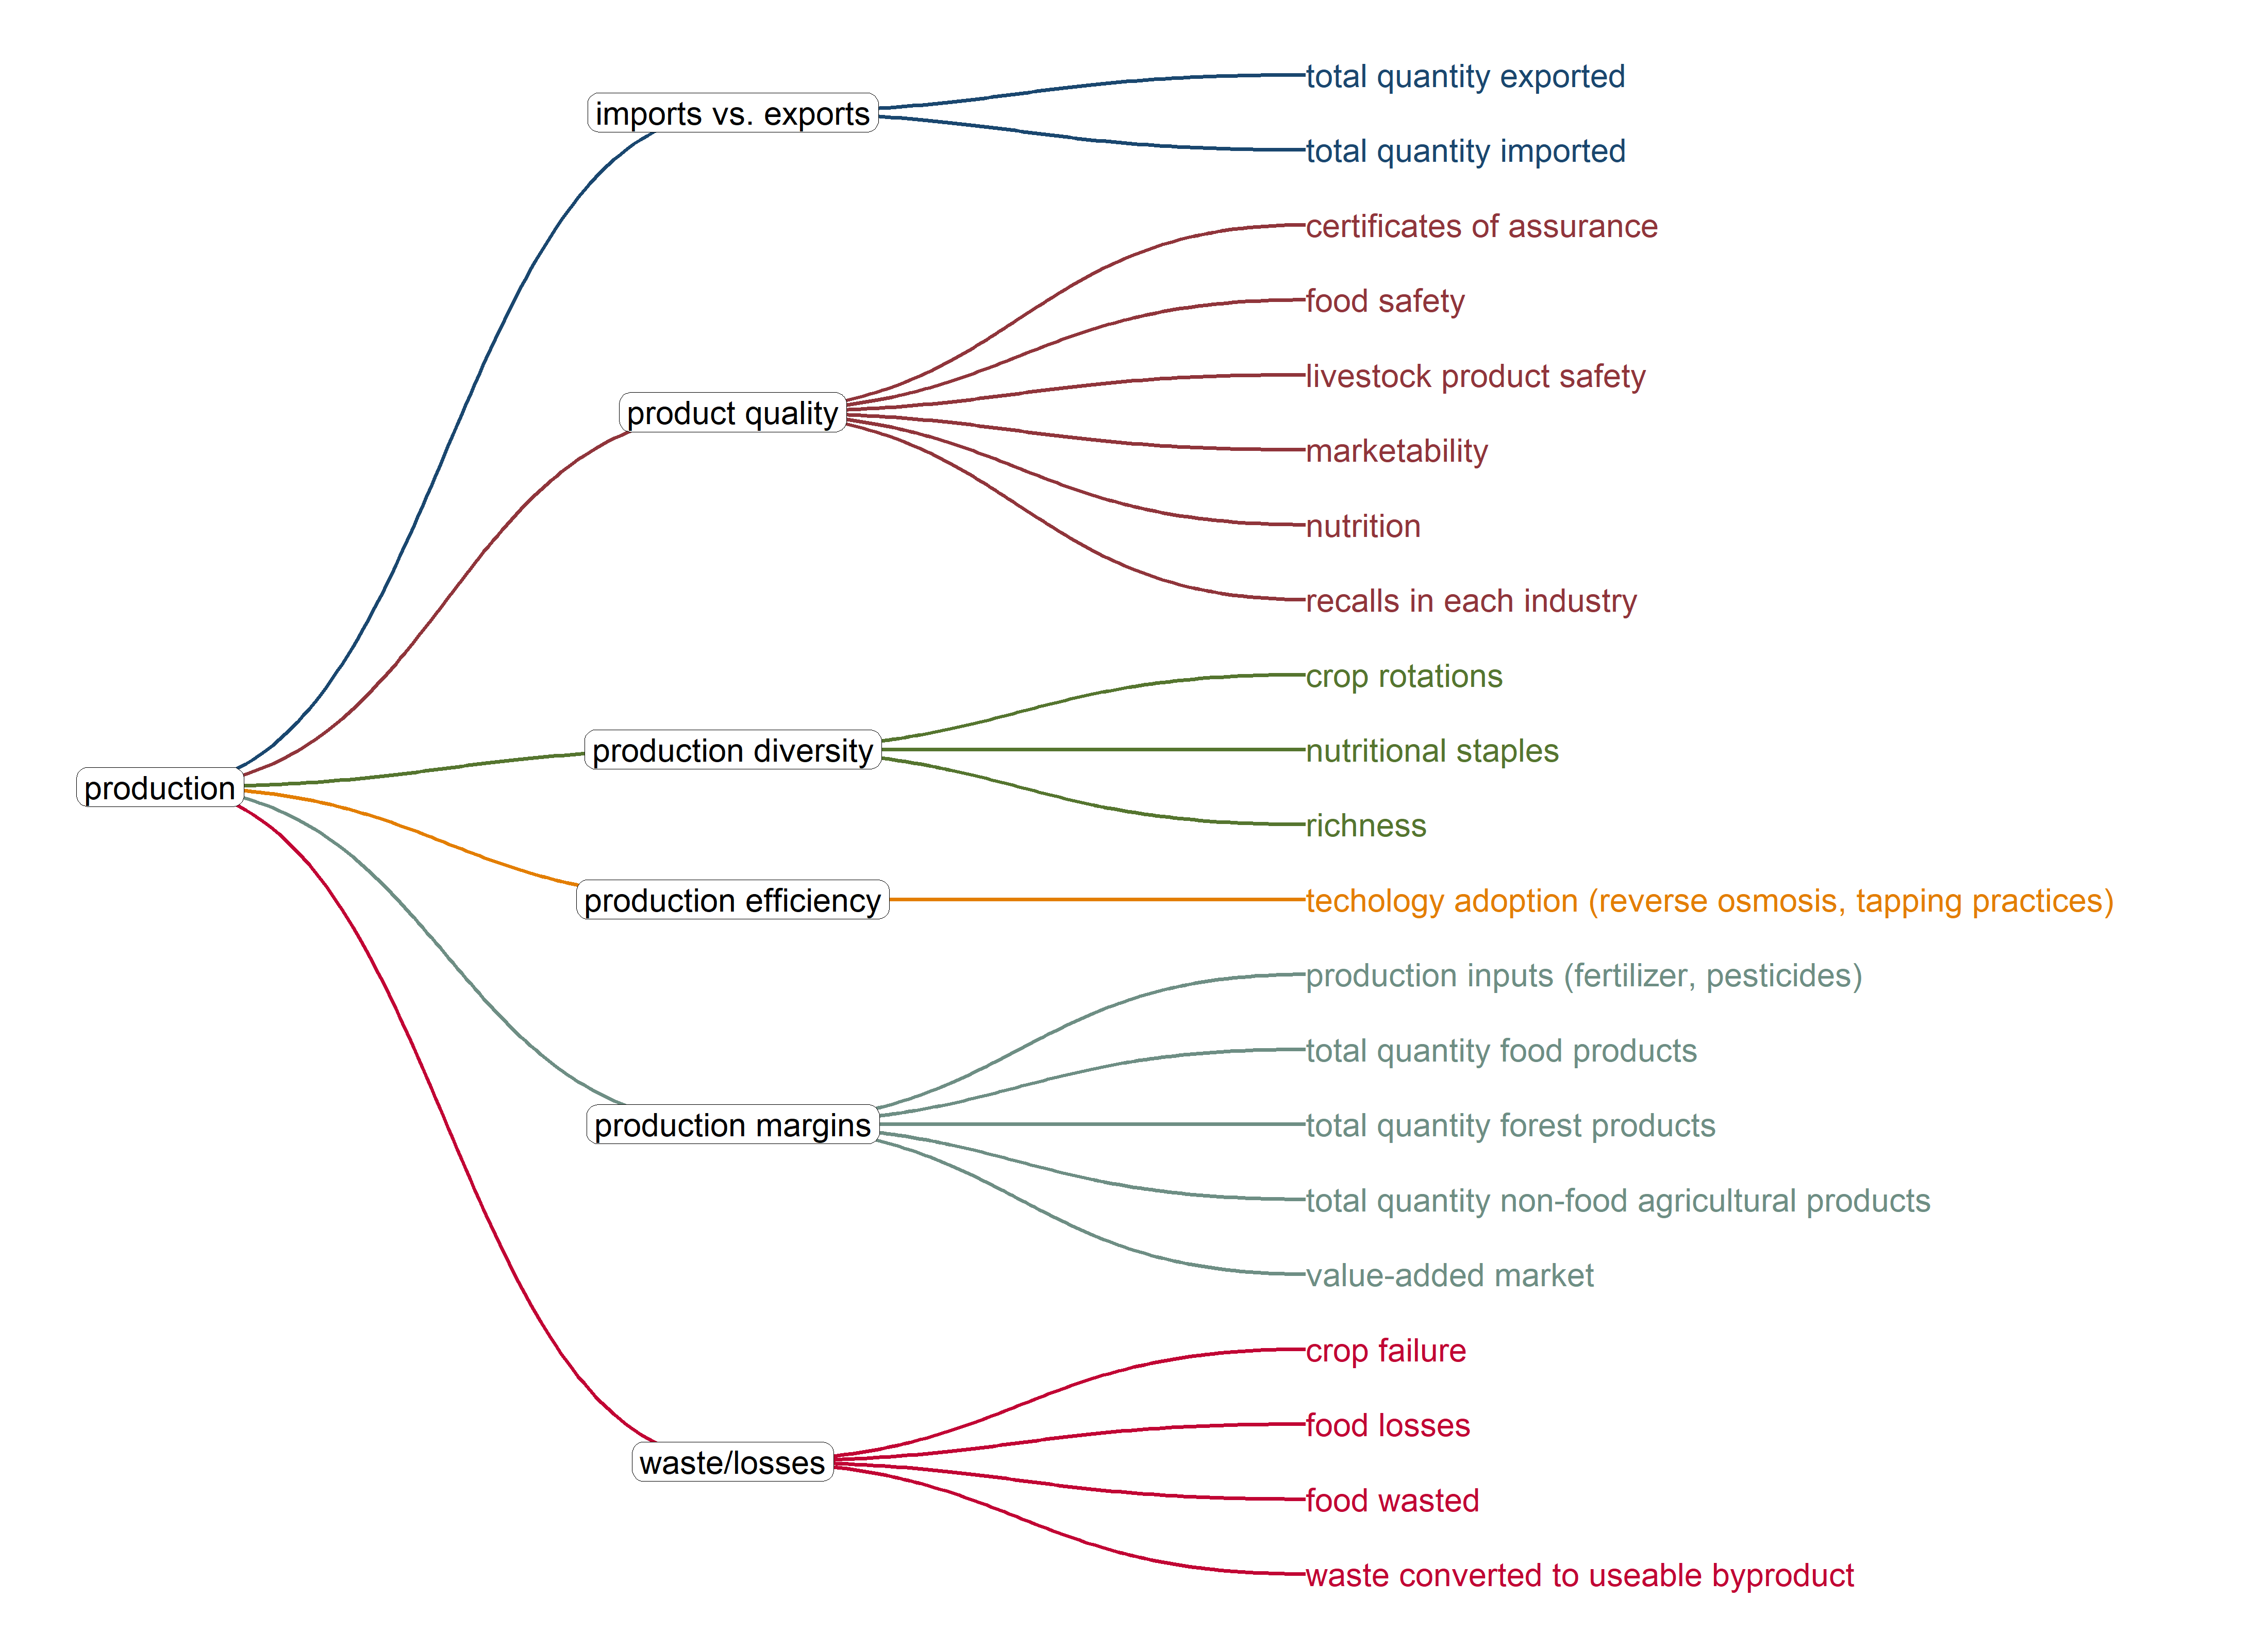 total quantity exported
imports vs. exports
total quantity imported
certificates of assurance
food safety
livestock product safety
product quality
marketability
nutrition
recalls in each industry
crop rotations
production diversity
nutritional staples
production
richness
production efficiency
techology adoption (reverse osmosis, tapping practices)
production inputs (fertilizer, pesticides)
total quantity food products
production margins
total quantity forest products
total quantity non-food agricultural products
value-added market
crop failure
food losses
waste/losses
food wasted
waste converted to useable byproduct